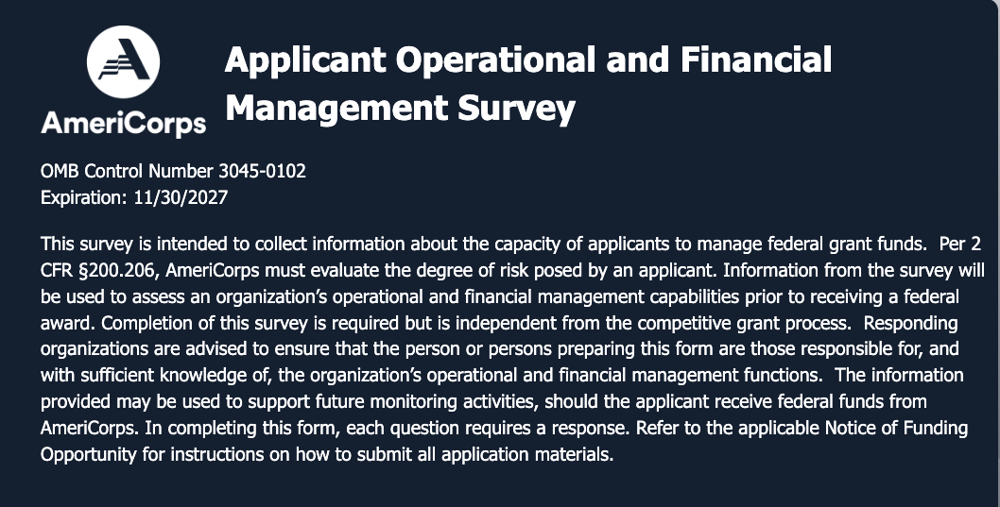 Applicant Operational and Financial
Management Survey
AmeriCorps
OMB Control Number 3045-0102
Expiration: 11/30/2027
This survey is intended to collect information about the capacity of applicants to manage federal grant funds.  Per 2
CFR §200.206, AmeriCorps must evaluate the degree of risk posed by an applicant. Information from the survey will
be used to assess an organization’s operational and financial management capabilities prior to receiving a federal
award. Completion of this survey is required but is independent from the competitive grant process.  Responding
organizations are advised to ensure that the person or persons preparing this form are those responsible for, and
with sufficient knowledge of, the organization’s operational and financial management functions.  The information
provided may be used to support future monitoring activities, should the applicant receive federal funds from
AmeriCorps. In completing this form, each question requires a response. Refer to the applicable Notice of Funding
Opportunity for instructions on how to submit all application materials.